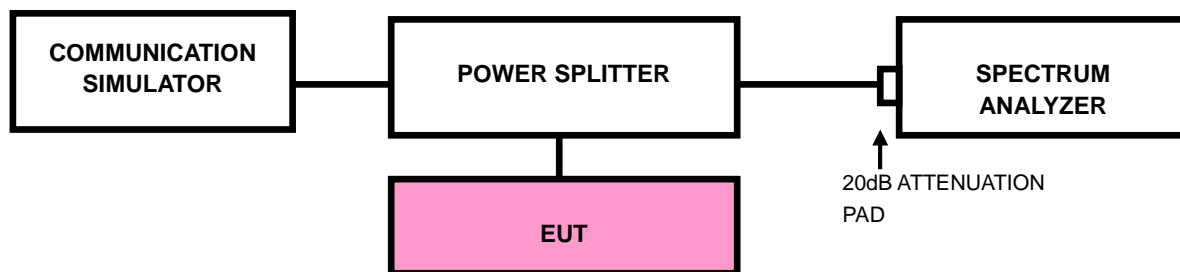 COMMUNICATION
SIMULATOR
POWER SPLITTER
SPECTRUM
ANALYZER
20dB ATTENUATION
PAD
EUT